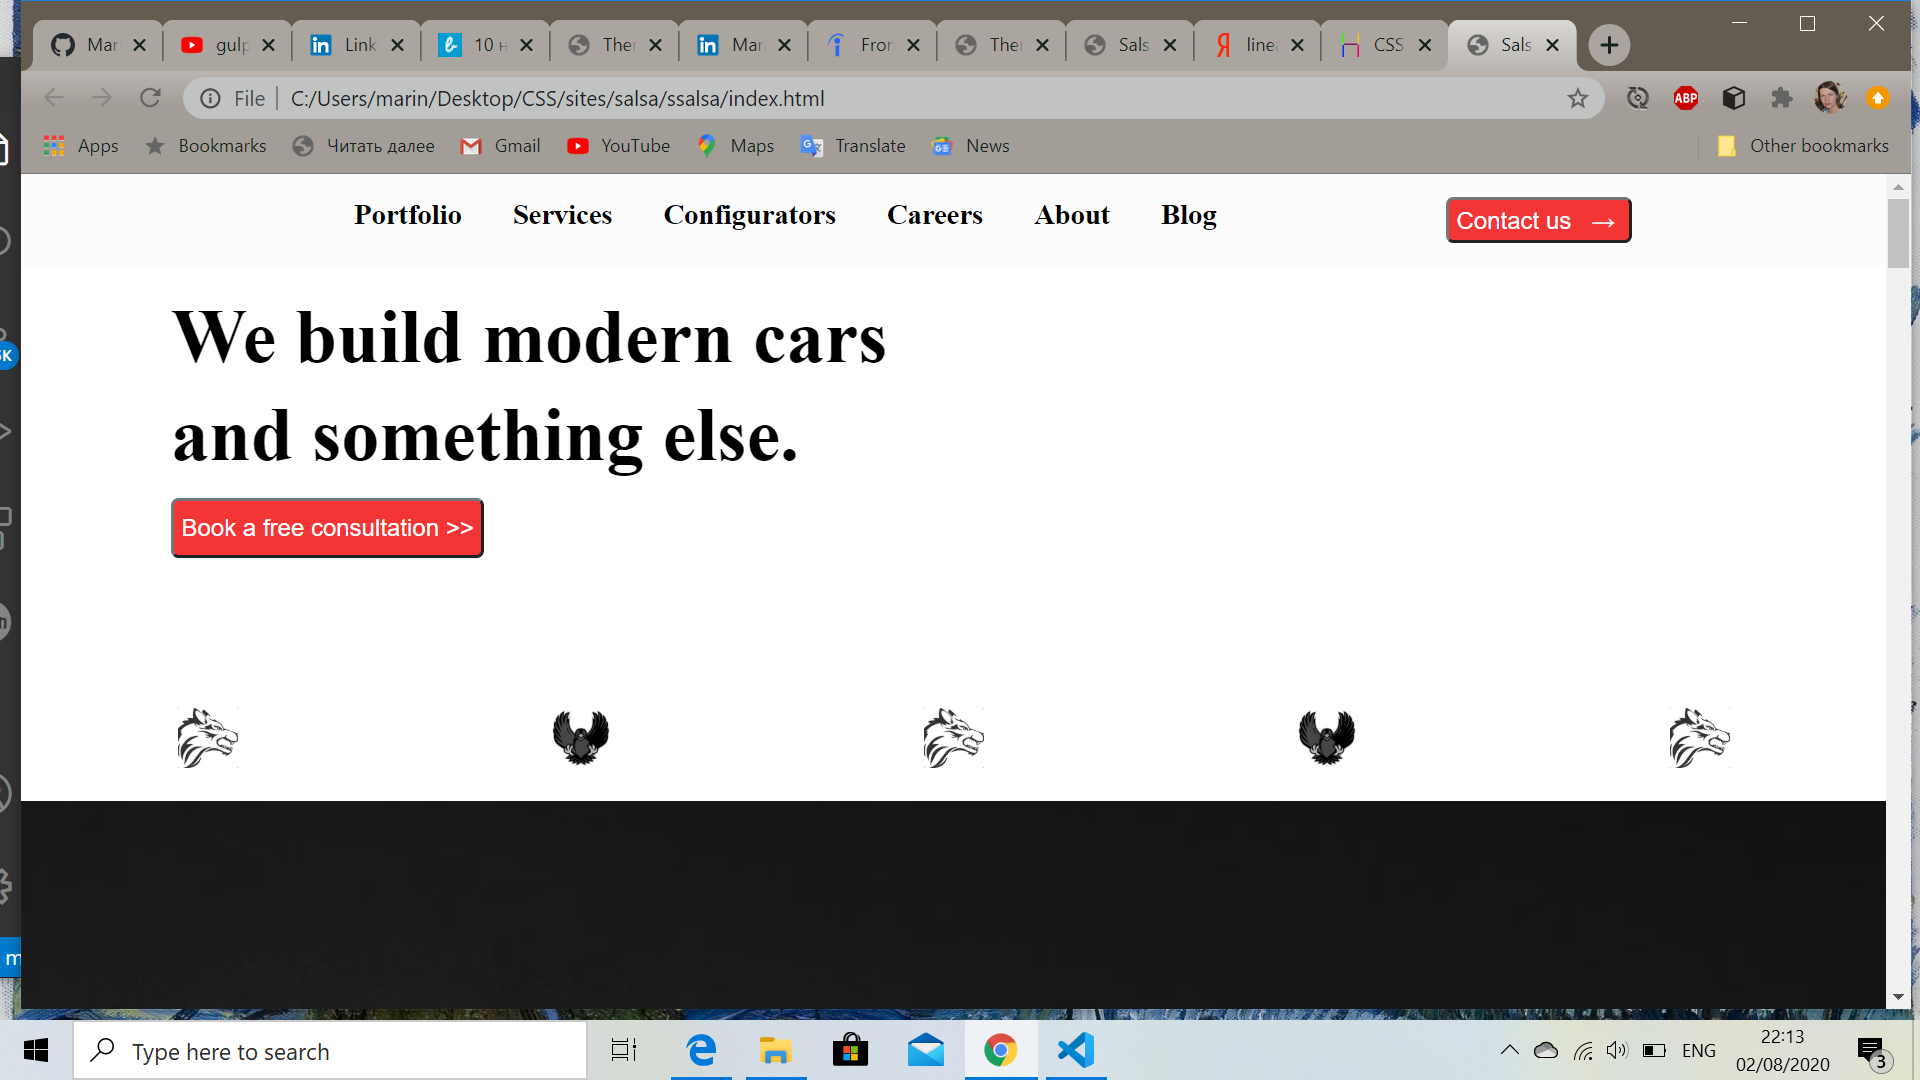 Mar
gulp
Link
10 н
Ther
Mar
Fron
Ther
Sals
line
CSS
Sals
File
C:/Users/marin/Desktop/CSS/sites/salsa/ssalsa/index.html
ABP
Apps
Bookmarks
Читать далее
Gmail
YouTube
Maps
Translate
News
Other bookmarks
Portfolio
Services
Configurators
Careers
About
Blog
Contact us →
We build modern cars
and something else.
Book a free consultation >>
Type here to search
ENG
22:13
02/08/2020
3